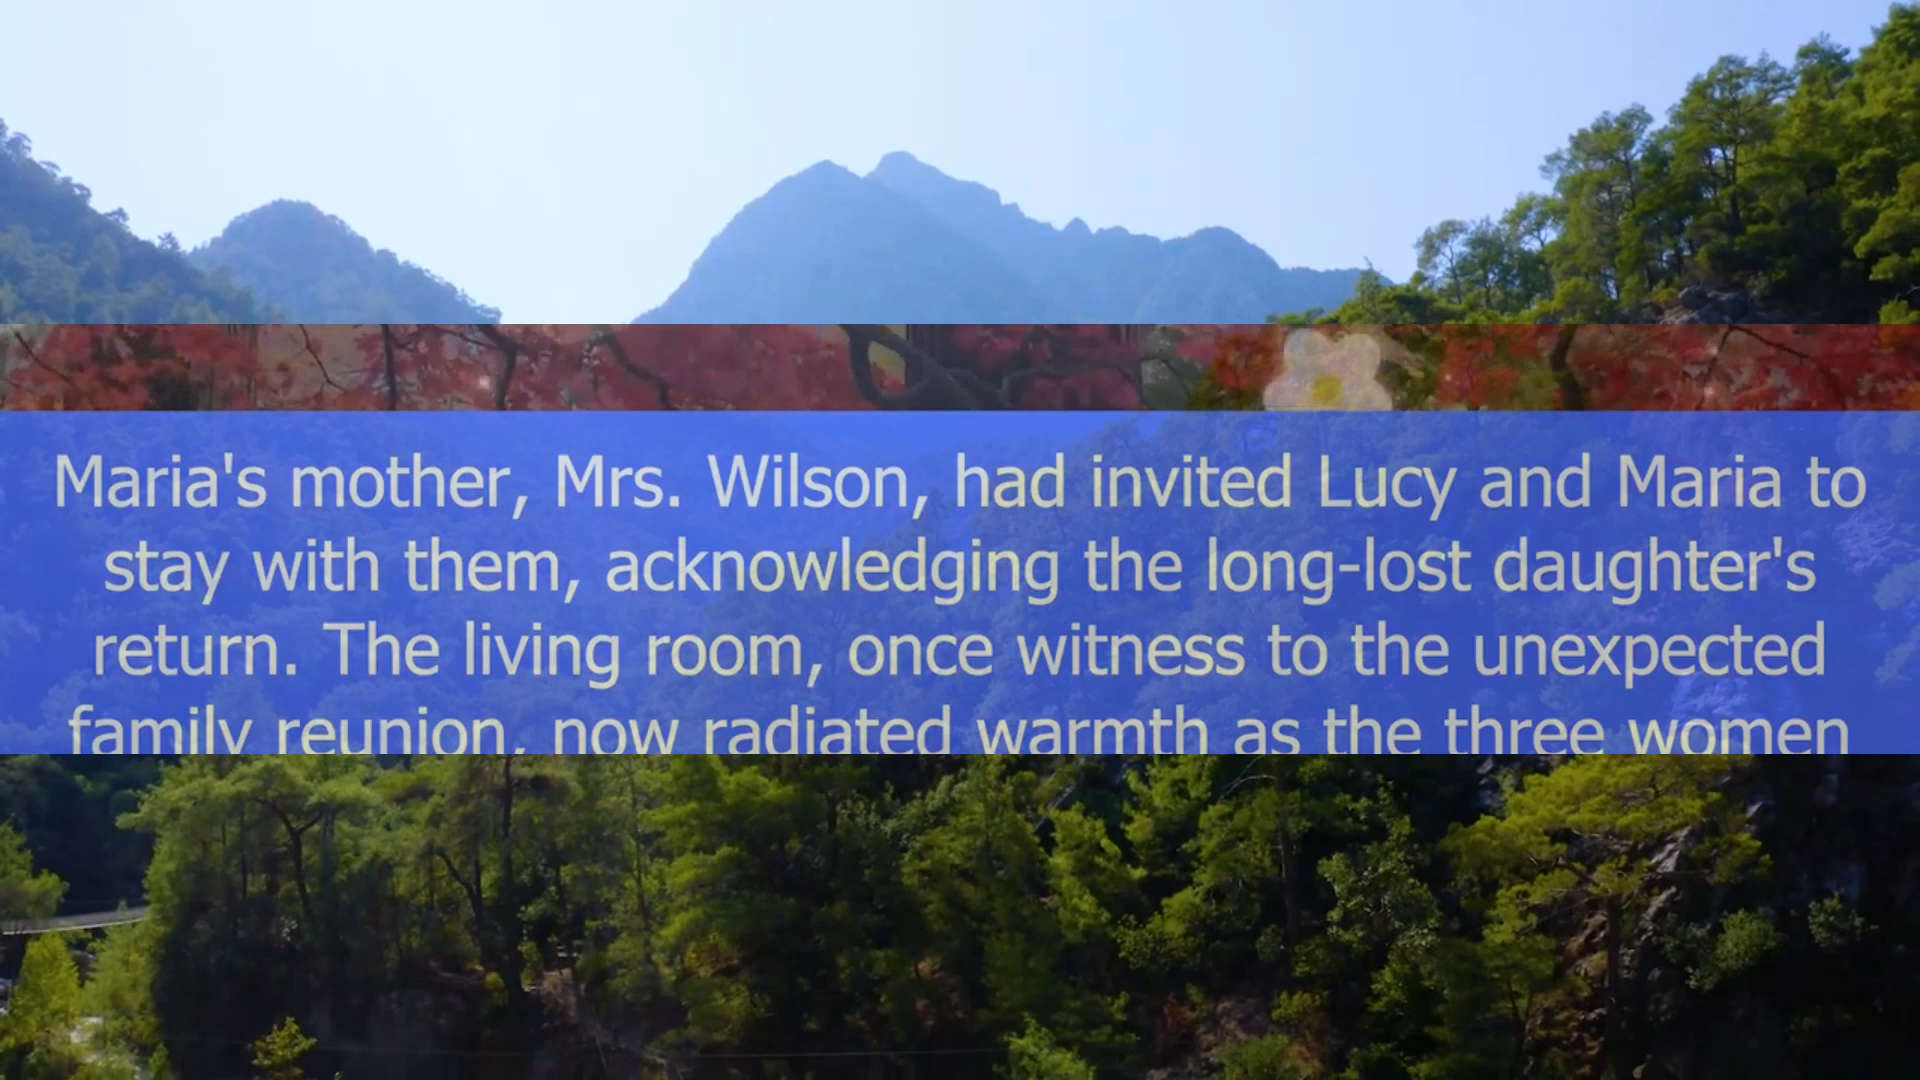 Maria's mother, Mrs. Wilson, had invited Lucy and Maria to
stay with them, acknowledging the long-lost daughter's
return. The living room, once witness to the unexpected
family reunion, now radiated warmth as the three women